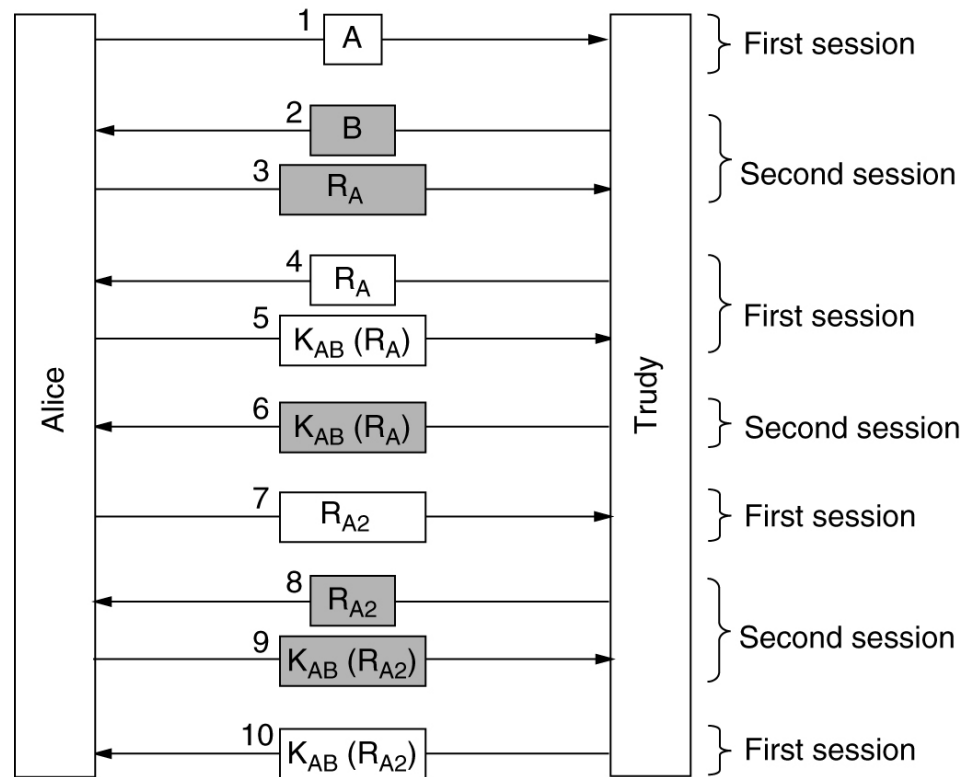 Alice
Trudy
1 A First session
2 B
3 R_A
Second session
4 R_A
5 K_AB (R_A)
First session
6 K_AB (R_A) Second session
7 R_A2 First session
8 R_A2
9 K_AB (R_A2)
Second session
10 K_AB (R_A2) First session